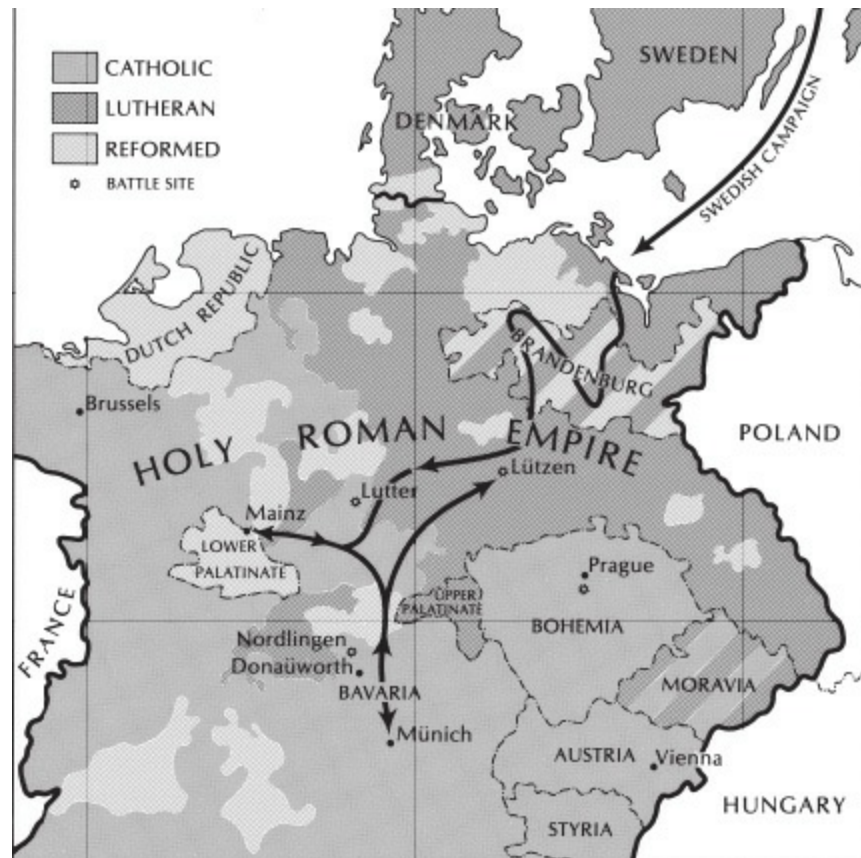 CATHOLIC
LUTHERAN
REFORMED
BATTLE SITE
SWEDEN
DENMARK
SWEDISH CAMPAIGN
DUTCH REPUBLIC
BRANDENBURG
Brussels
HOLY ROMAN EMPIRE
POLAND
Lützen
Lutter
Mainz
LOWER
PALATINATE
Prague
UPPER
PALATINATE
BOHEMIA
FRANCE
Nordlingen
Donaüworth
BAVARIA
MORAVIA
Münich
AUSTRIA
Vienna
HUNGARY
STYRIA